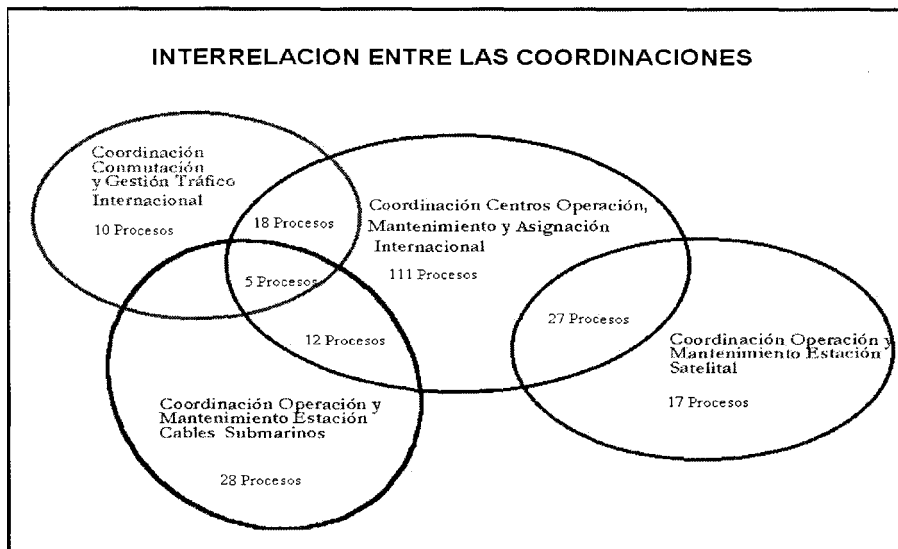 INTERRELACION ENTRE LAS COORDINACIONES
Coordinación
Conmutación
y Gestión Tráfico
Internacional
10 Procesos
18 Procesos
Coordinación Centros Operación,
Mantenimiento y Asignación
Internacional
111 Procesos
5 Procesos
12 Procesos
27 Procesos
Coordinación Operación y
Mantenimiento Estación
Satelital
17 Procesos
Coordinación Operación y
Mantenimiento Estación
Cables Submarinos
28 Procesos